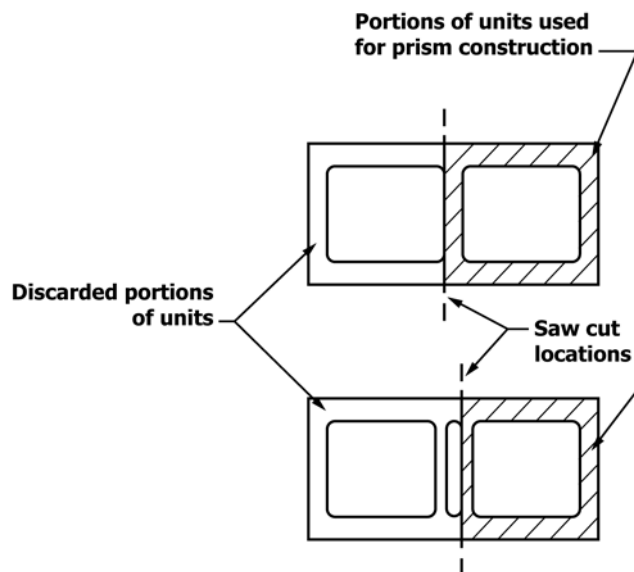 Portions of units used
for prism construction
Discarded portions
of units
Saw cut
locations